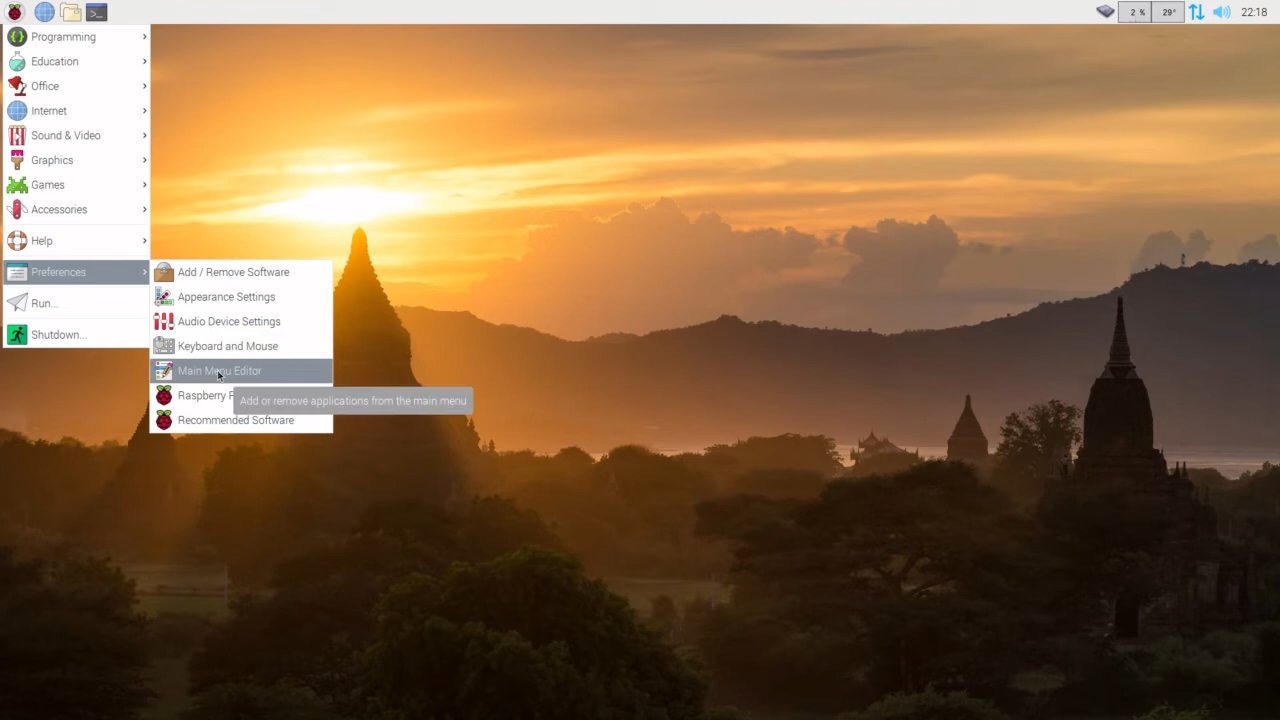 2 % 29° 22:18
Programming
Education
Office
Internet
Sound & Video
Graphics
Games
Accessories
Help
Preferences
Run...
Shutdown...
Add / Remove Software
Appearance Settings
Audio Device Settings
Keyboard and Mouse
Main Menu Editor
Raspberry P
Add or remove applications from the main menu
Recommended Software